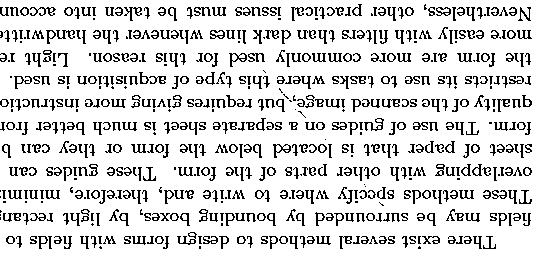 There exist several methods to design forms with fields to
fields may be surrounded by bounding boxes, by light rectang
These methods specify where to write and, therefore, minimi
overlapping with other parts of the form. These guides can
sheet of paper that is located below the form or they can b
form. The use of guides on a separate sheet is much better fron
quality of the scanned image, but requires giving more instructio
restricts its use to tasks where this type of acquisition is used.
the form are more commonly used for this reason. Light re
more easily with filters than dark lines whenever the handwritte
Nevertheless, other practical issues must be taken into accoun